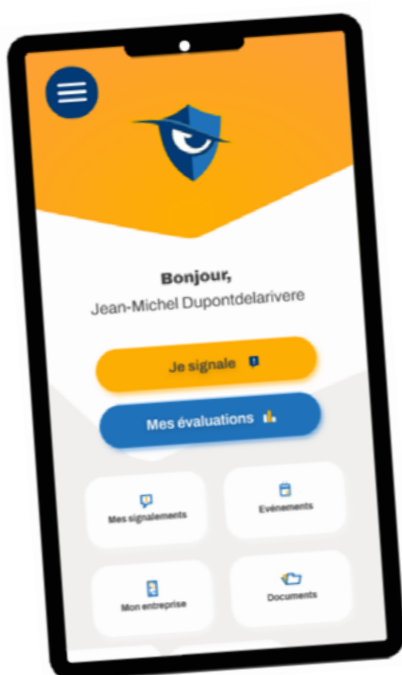 Bonjour,
Jean-Michel Dupontdelarivere
Je signale
Mes évaluations
Mes signalements
Evénements
Mon entreprise
Documents